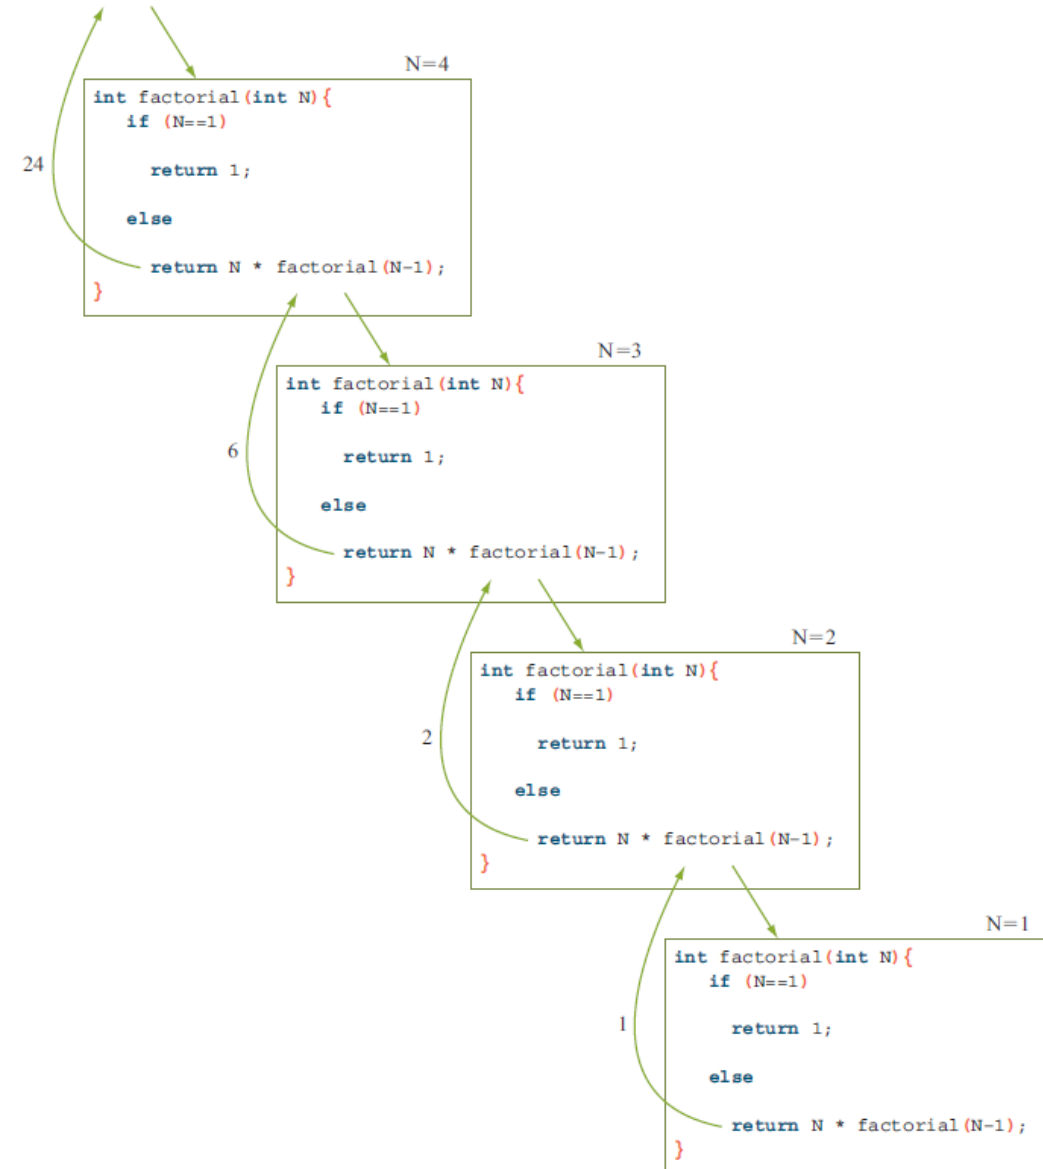 N=4
int factorial(int N){
if (N==1)
return 1;
else
24
return N * factorial(N-1);
}
N=3
int factorial(int N){
if (N==1)
return 1;
else
6
return N * factorial(N-1);
}
N=2
int factorial(int N){
if (N==1)
return 1;
else
2
return N * factorial(N-1);
}
N=1
int factorial(int N){
if (N==1)
return 1;
else
1
return N * factorial(N-1);
}